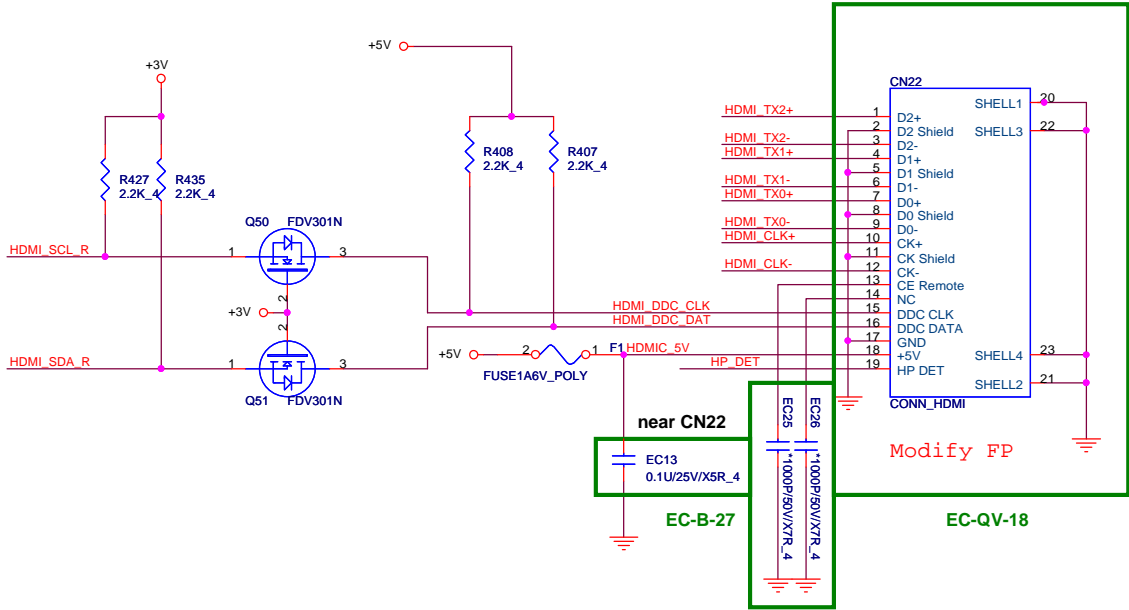 +5V
+3V
R427
2.2K_4
R435
2.2K_4
R408
2.2K_4
R407
2.2K_4
Q50 FDV301N
HDMI_SCL_R
1
3
2
+3V
2
HDMI_SDA_R
1
3
Q51 FDV301N
HDMI_DDC_CLK
HDMI_DDC_DAT
+5V
2
1
F1
HDMIC_5V
FUSE1A6V_POLY
HP_DET
near CN22
EC13
0.1U/25V/X5R_4
EC-B-27
EC25
*1000P/50V/X7R_4
EC26
*1000P/50V/X7R_4
CN22
HDMI_TX2+ 1 D2+
2 D2 Shield
HDMI_TX2- 3 D2-
HDMI_TX1+ 4 D1+
5 D1 Shield
HDMI_TX1- 6 D1-
HDMI_TX0+ 7 D0+
8 D0 Shield
HDMI_TX0- 9 D0-
HDMI_CLK+ 10 CK+
11 CK Shield
HDMI_CLK- 12 CK-
13 CE Remote
14 NC
15 DDC CLK
16 DDC DATA
17 GND
18 +5V
19 HP DET
SHELL1 20
SHELL3 22
SHELL4 23
SHELL2 21
CONN_HDMI
Modify FP
EC-QV-18